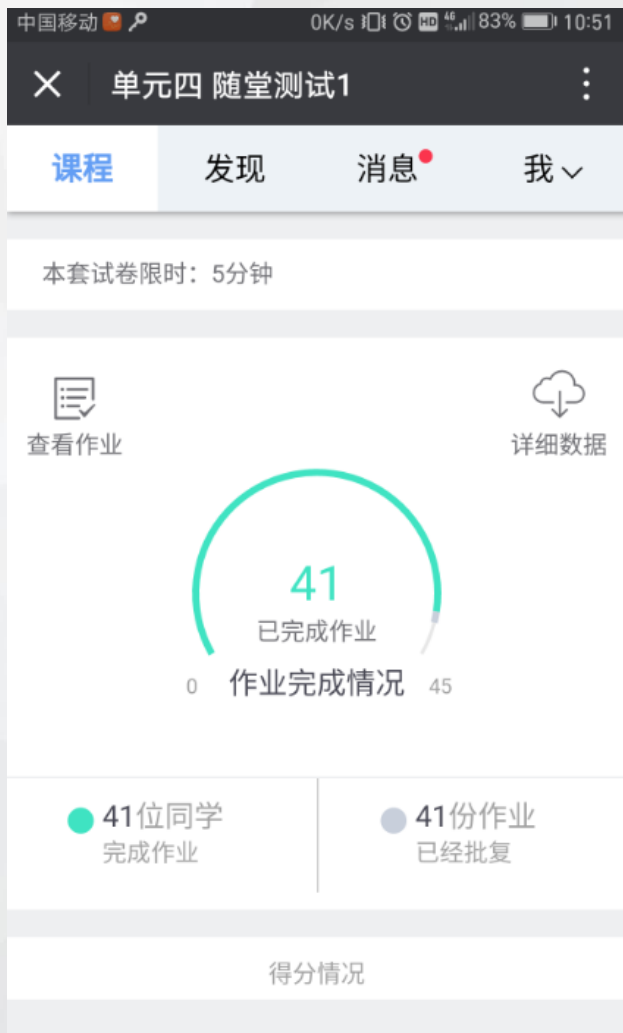 中国移动 0K/s HD 46 83% 10:51
单元四 随堂测试1
课程 发现 消息 我
本套试卷限时：5分钟
查看作业 详细数据
41
已完成作业
0 作业完成情况 45
41位同学 41份作业
完成作业 已经批复
得分情况